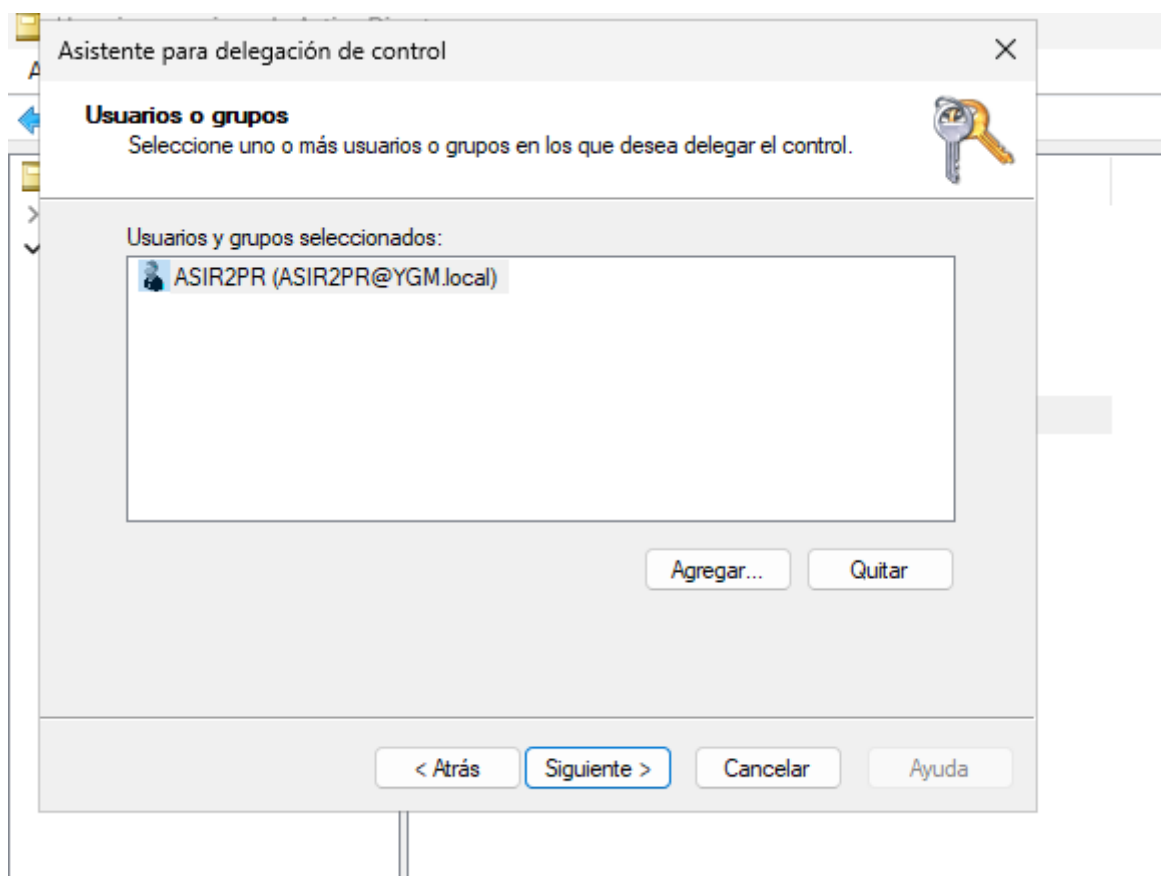 Asistente para delegación de control
A
Usuarios o grupos
Seleccione uno o más usuarios o grupos en los que desea delegar el control.
Usuarios y grupos seleccionados:
ASIR2PR (ASIR2PR@YGM.local)
Agregar...
Quitar
< Atrás
Siguiente >
Cancelar
Ayuda